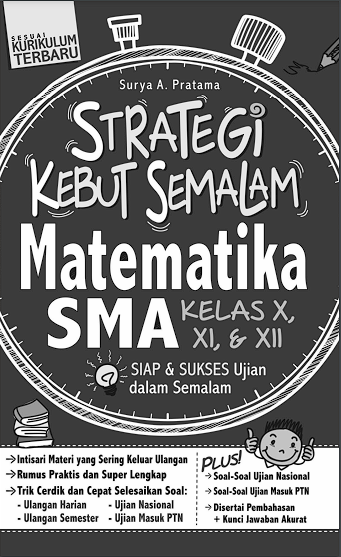 SESUAI
KURIKULUM
TERBARU
Surya A. Pratama
STRATEGI
KEBUT SEMALAM
Matematika
SMA KELAS X,
XI, & XII
SIAP & SUKSES Ujian
dalam Semalam
→Intisari Materi yang Sering Keluar Ulangan
→Rumus Praktis dan Super Lengkap
→Trik Cerdik dan Cepat Selesaikan Soal:
- Ulangan Harian - Ujian Nasional
- Ulangan Semester - Ujian Masuk PTN
PLUS!
→Soal-Soal Ujian Nasional
→Soal-Soal Ujian Masuk PTN
→Disertai Pembahasan
+ Kunci Jawaban Akurat